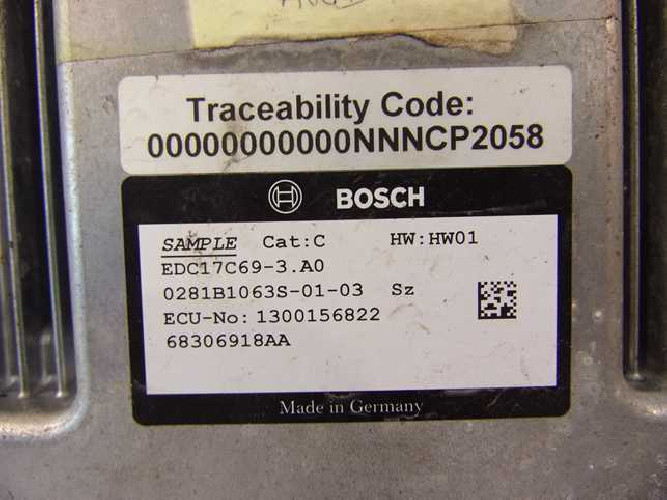 Traceability Code:
00000000000NNNCP2058
BOSCH
SAMPLE Cat:C HW:HW01
EDC17C69-3.A0
0281B1063S-01-03 Sz
ECU-No: 1300156822
68306918AA
Made in Germany